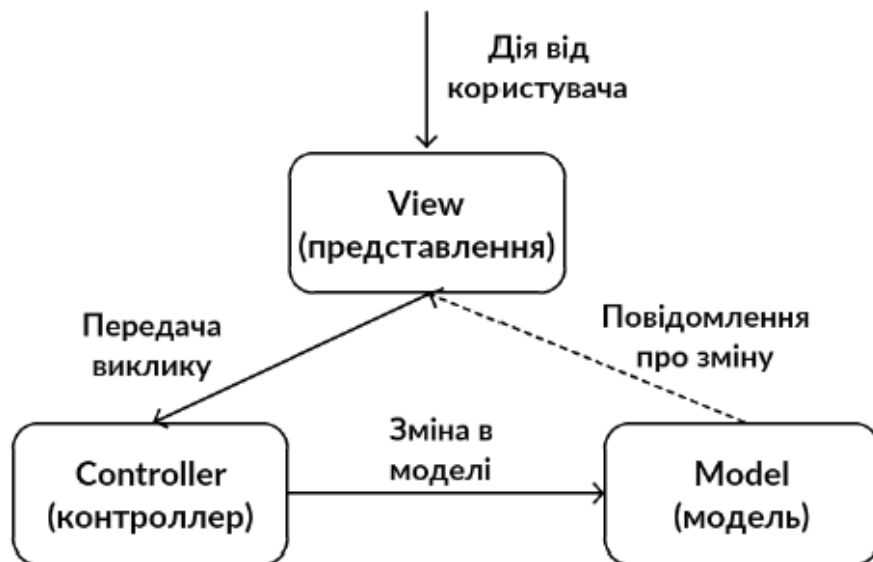 Дія від
користувача
View
(представлення)
Передача
виклику
Повідомлення
про зміну
Зміна в
моделі
Controller
(контроллер)
Model
(модель)